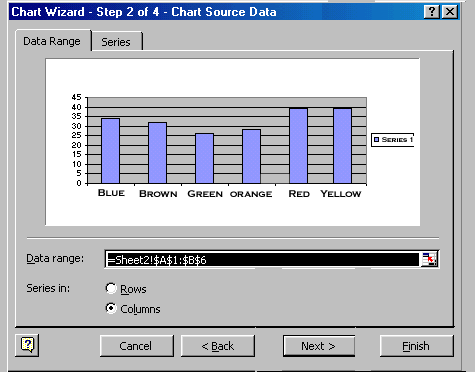 Chart Wizard - Step 2 of 4 - Chart Source Data
Data Range Series
45
40
35
30
25
20
15
10
5
0
Blue Brown Green orange Red Yellow
Series 1
Data range: =Sheet2!$A$1:$B$6
Series in: Rows
Columns
Cancel < Back Next > Finish